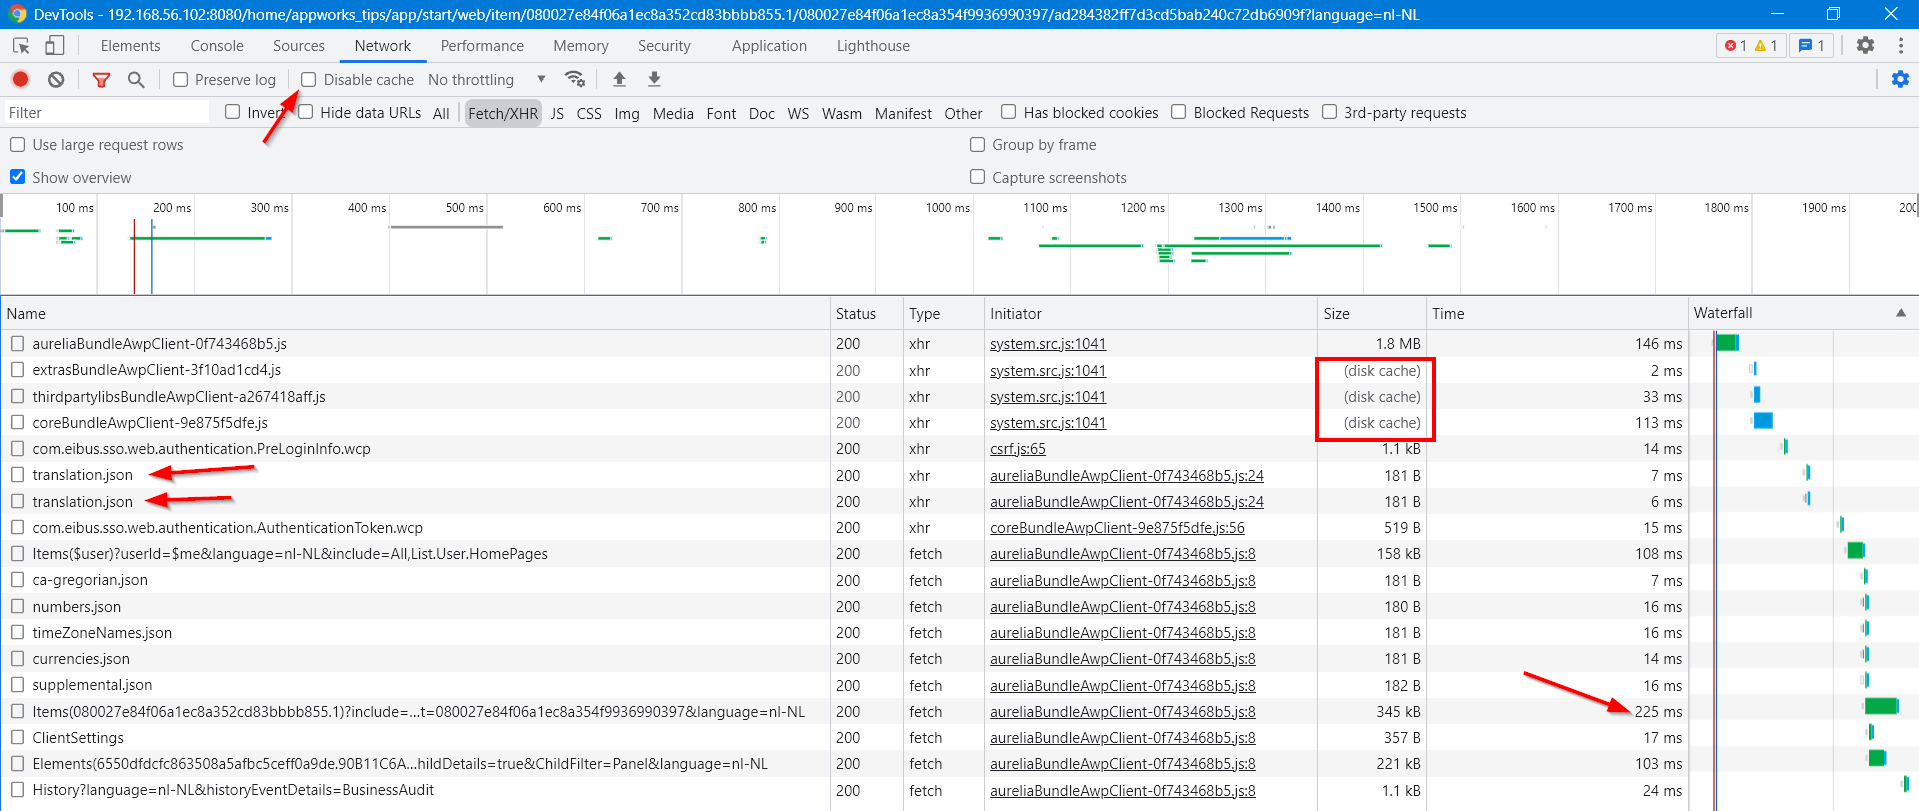 DevTools - 192.168.56.102:8080/home/appworks_tips/app/start/web/item/080027e84f06a1ec8a352cd83bbbb855.1/080027e84f06a1ec8a354f9936990397/ad284382ff7d3cd5bab240c72db6909f?language=nl-NL
Elements Console Sources Network Performance Memory Security Application Lighthouse 1 1 1
Preserve log Disable cache No throttling
Filter Invert Hide data URLs All Fetch/XHR JS CSS Img Media Font Doc WS Wasm Manifest Other Has blocked cookies Blocked Requests 3rd-party requests
Use large request rows Group by frame
Show overview Capture screenshots
100 ms 200 ms 300 ms 400 ms 500 ms 600 ms 700 ms 800 ms 900 ms 1000 ms 1100 ms 1200 ms 1300 ms 1400 ms 1500 ms 1600 ms 1700 ms 1800 ms 1900 ms 200
Name Status Type Initiator Size Time Waterfall
aureliaBundleAwpClient-0f743468b5.js 200 xhr system.src.js:1041 1.8 MB 146 ms
extrasBundleAwpClient-3f10ad1cd4.js 200 xhr system.src.js:1041 (disk cache) 2 ms
thirdpartylibsBundleAwpClient-a267418aff.js 200 xhr system.src.js:1041 (disk cache) 33 ms
coreBundleAwpClient-9e875f5dfe.js 200 xhr system.src.js:1041 (disk cache) 113 ms
com.eibus.sso.web.authentication.PreLoginInfo.wcp 200 xhr csrf.js:65 1.1 kB 14 ms
translation.json 200 xhr aureliaBundleAwpClient-0f743468b5.js:24 181 B 7 ms
translation.json 200 xhr aureliaBundleAwpClient-0f743468b5.js:24 181 B 6 ms
com.eibus.sso.web.authentication.AuthenticationToken.wcp 200 xhr coreBundleAwpClient-9e875f5dfe.js:56 519 B 15 ms
Items($user)?userId=$me&language=nl-NL&include=All,List.User.HomePages 200 fetch aureliaBundleAwpClient-0f743468b5.js:8 158 kB 108 ms
ca-gregorian.json 200 fetch aureliaBundleAwpClient-0f743468b5.js:8 181 B 7 ms
numbers.json 200 fetch aureliaBundleAwpClient-0f743468b5.js:8 180 B 16 ms
timeZoneNames.json 200 fetch aureliaBundleAwpClient-0f743468b5.js:8 181 B 16 ms
currencies.json 200 fetch aureliaBundleAwpClient-0f743468b5.js:8 181 B 14 ms
supplemental.json 200 fetch aureliaBundleAwpClient-0f743468b5.js:8 182 B 16 ms
Items(080027e84f06a1ec8a352cd83bbbb855.1)?include=...t=080027e84f06a1ec8a354f9936990397&language=nl-NL 200 fetch aureliaBundleAwpClient-0f743468b5.js:8 345 kB 225 ms
ClientSettings 200 fetch aureliaBundleAwpClient-0f743468b5.js:8 357 B 17 ms
Elements(6550dfdcfc863508a5afbc5ceff0a9de.90B11C6A...hildDetails=true&ChildFilter=Panel&language=nl-NL 200 fetch aureliaBundleAwpClient-0f743468b5.js:8 221 kB 103 ms
History?language=nl-NL&historyEventDetails=BusinessAudit 200 fetch aureliaBundleAwpClient-0f743468b5.js:8 1.1 kB 24 ms